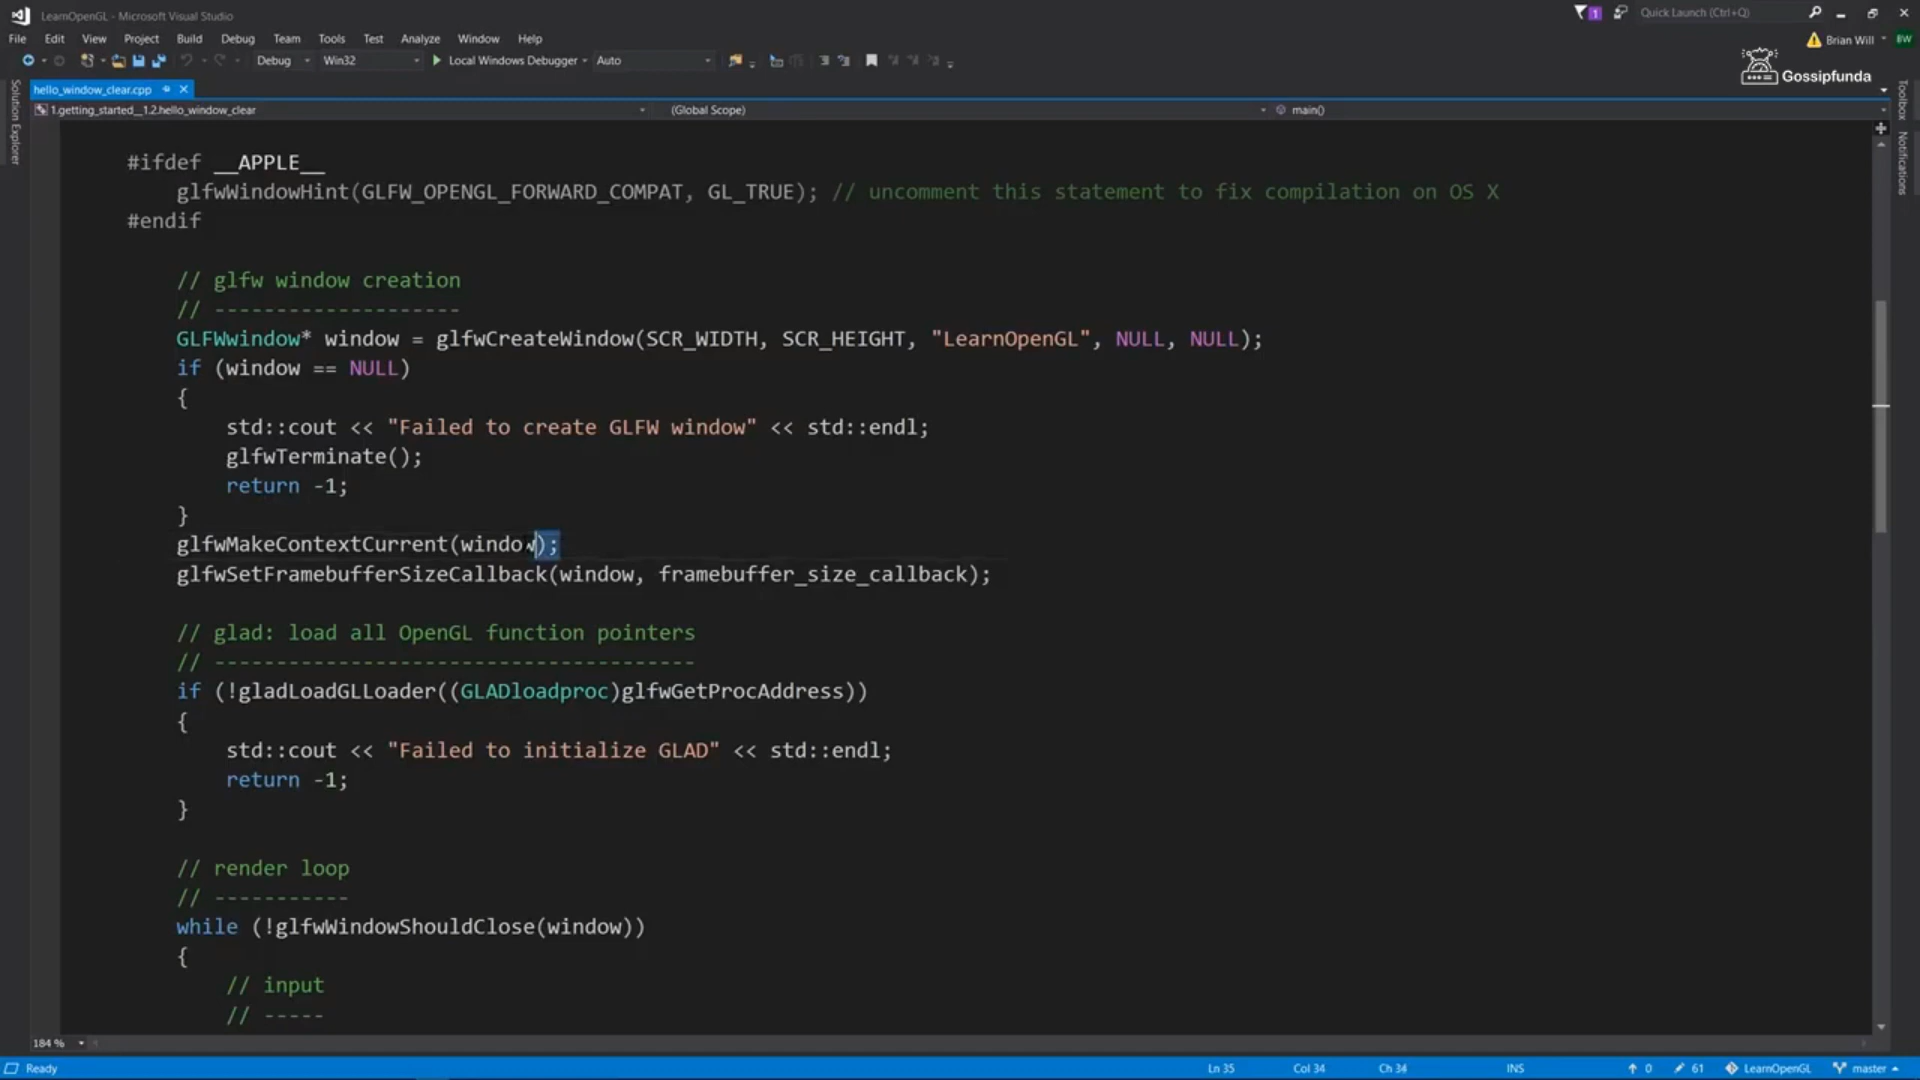 LearnOpenGL - Microsoft Visual Studio
1
Quick Launch (Ctrl+Q)
File Edit View Project Build Debug Team Tools Test Analyze Window Help
Brian Will BW
Debug Win32 Local Windows Debugger Auto
Gossipfunda
hello_window_clear.cpp
1.getting_started__1.2.hello_window_clear (Global Scope) main()
Solution Explorer
Toolbox
Notifications
#ifdef __APPLE__
glfwWindowHint(GLFW_OPENGL_FORWARD_COMPAT, GL_TRUE); // uncomment this statement to fix compilation on OS X
#endif
// glfw window creation
// --------------------
GLFWwindow* window = glfwCreateWindow(SCR_WIDTH, SCR_HEIGHT, "LearnOpenGL", NULL, NULL);
if (window == NULL)
{
std::cout << "Failed to create GLFW window" << std::endl;
glfwTerminate();
return -1;
}
glfwMakeContextCurrent(window);
glfwSetFramebufferSizeCallback(window, framebuffer_size_callback);
// glad: load all OpenGL function pointers
// ---------------------------------------
if (!gladLoadGLLoader((GLADloadproc)glfwGetProcAddress))
{
std::cout << "Failed to initialize GLAD" << std::endl;
return -1;
}
// render loop
// -----------
while (!glfwWindowShouldClose(window))
{
// input
// -----
184 %
Ready Ln 35 Col 34 Ch 34 INS 0 61 LearnOpenGL master